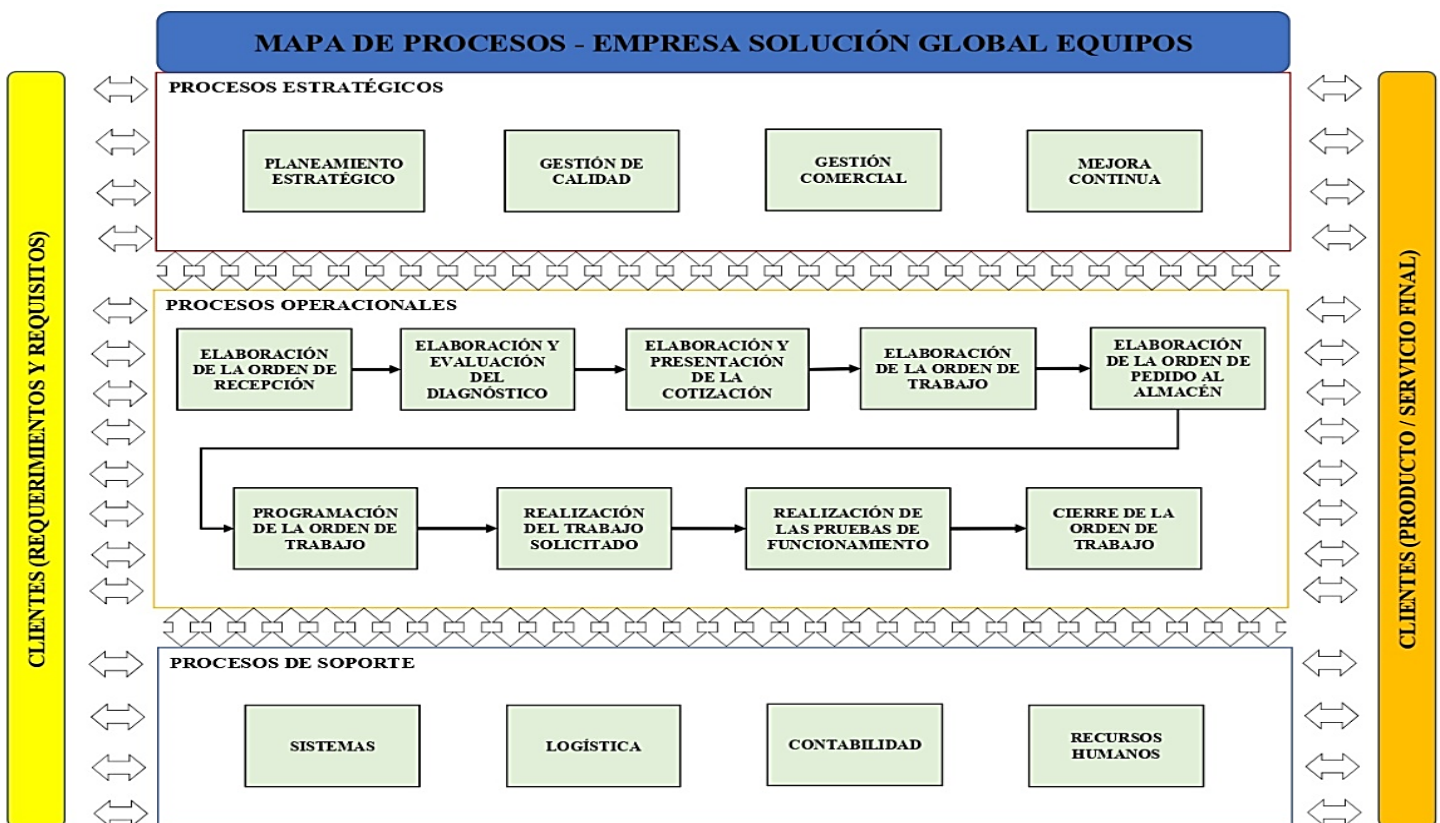 MAPA DE PROCESOS - EMPRESA SOLUCIÓN GLOBAL EQUIPOS
CLIENTES (REQUERIMIENTOS Y REQUISITOS)
PROCESOS ESTRATÉGICOS
PLANEAMIENTO
ESTRATÉGICO
GESTIÓN DE
CALIDAD
GESTIÓN
COMERCIAL
MEJORA
CONTINUA
PROCESOS OPERACIONALES
ELABORACIÓN
DE LA ORDEN DE
RECEPCIÓN
ELABORACIÓN Y
EVALUACIÓN
DEL
DIAGNÓSTICO
ELABORACIÓN Y
PRESENTACIÓN
DE LA
COTIZACIÓN
ELABORACIÓN
DE LA ORDEN DE
TRABAJO
ELABORACIÓN
DE LA ORDEN DE
PEDIDO AL
ALMACÉN
PROGRAMACIÓN
DE LA ORDEN DE
TRABAJO
REALIZACIÓN
DEL TRABAJO
SOLICITADO
REALIZACIÓN DE
LAS PRUEBAS DE
FUNCIONAMIENTO
CIERRE DE LA
ORDEN DE
TRABAJO
PROCESOS DE SOPORTE
SISTEMAS
LOGÍSTICA
CONTABILIDAD
RECURSOS
HUMANOS
CLIENTES (PRODUCTO / SERVICIO FINAL)